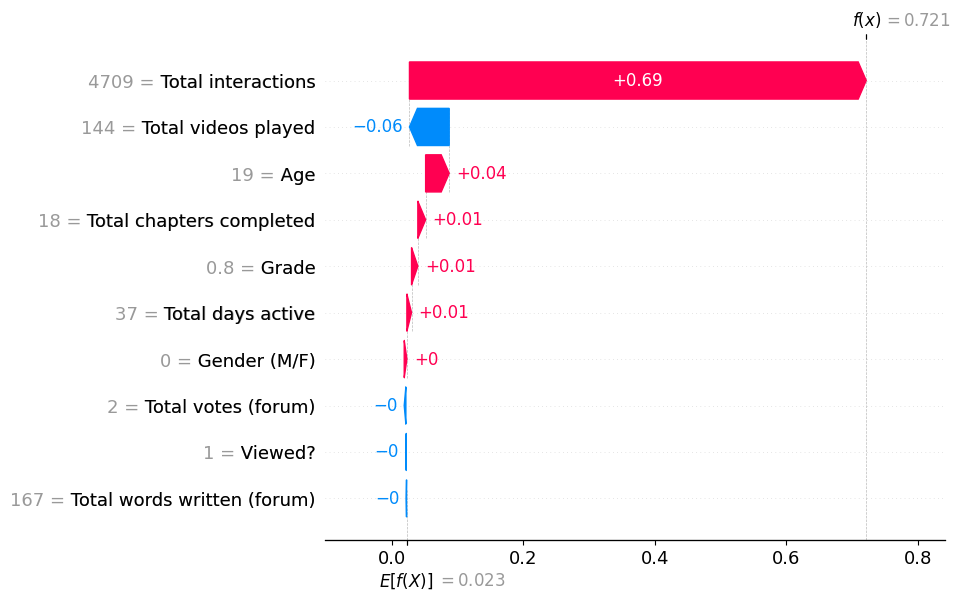 f(x) = 0.721
4709 = Total interactions
+0.69
144 = Total videos played
−0.06
19 = Age
+0.04
18 = Total chapters completed
+0.01
0.8 = Grade
+0.01
37 = Total days active
+0.01
0 = Gender (M/F)
+0
2 = Total votes (forum)
−0
1 = Viewed?
−0
167 = Total words written (forum)
−0
0.0 0.2 0.4 0.6 0.8
E[f(X)] = 0.023